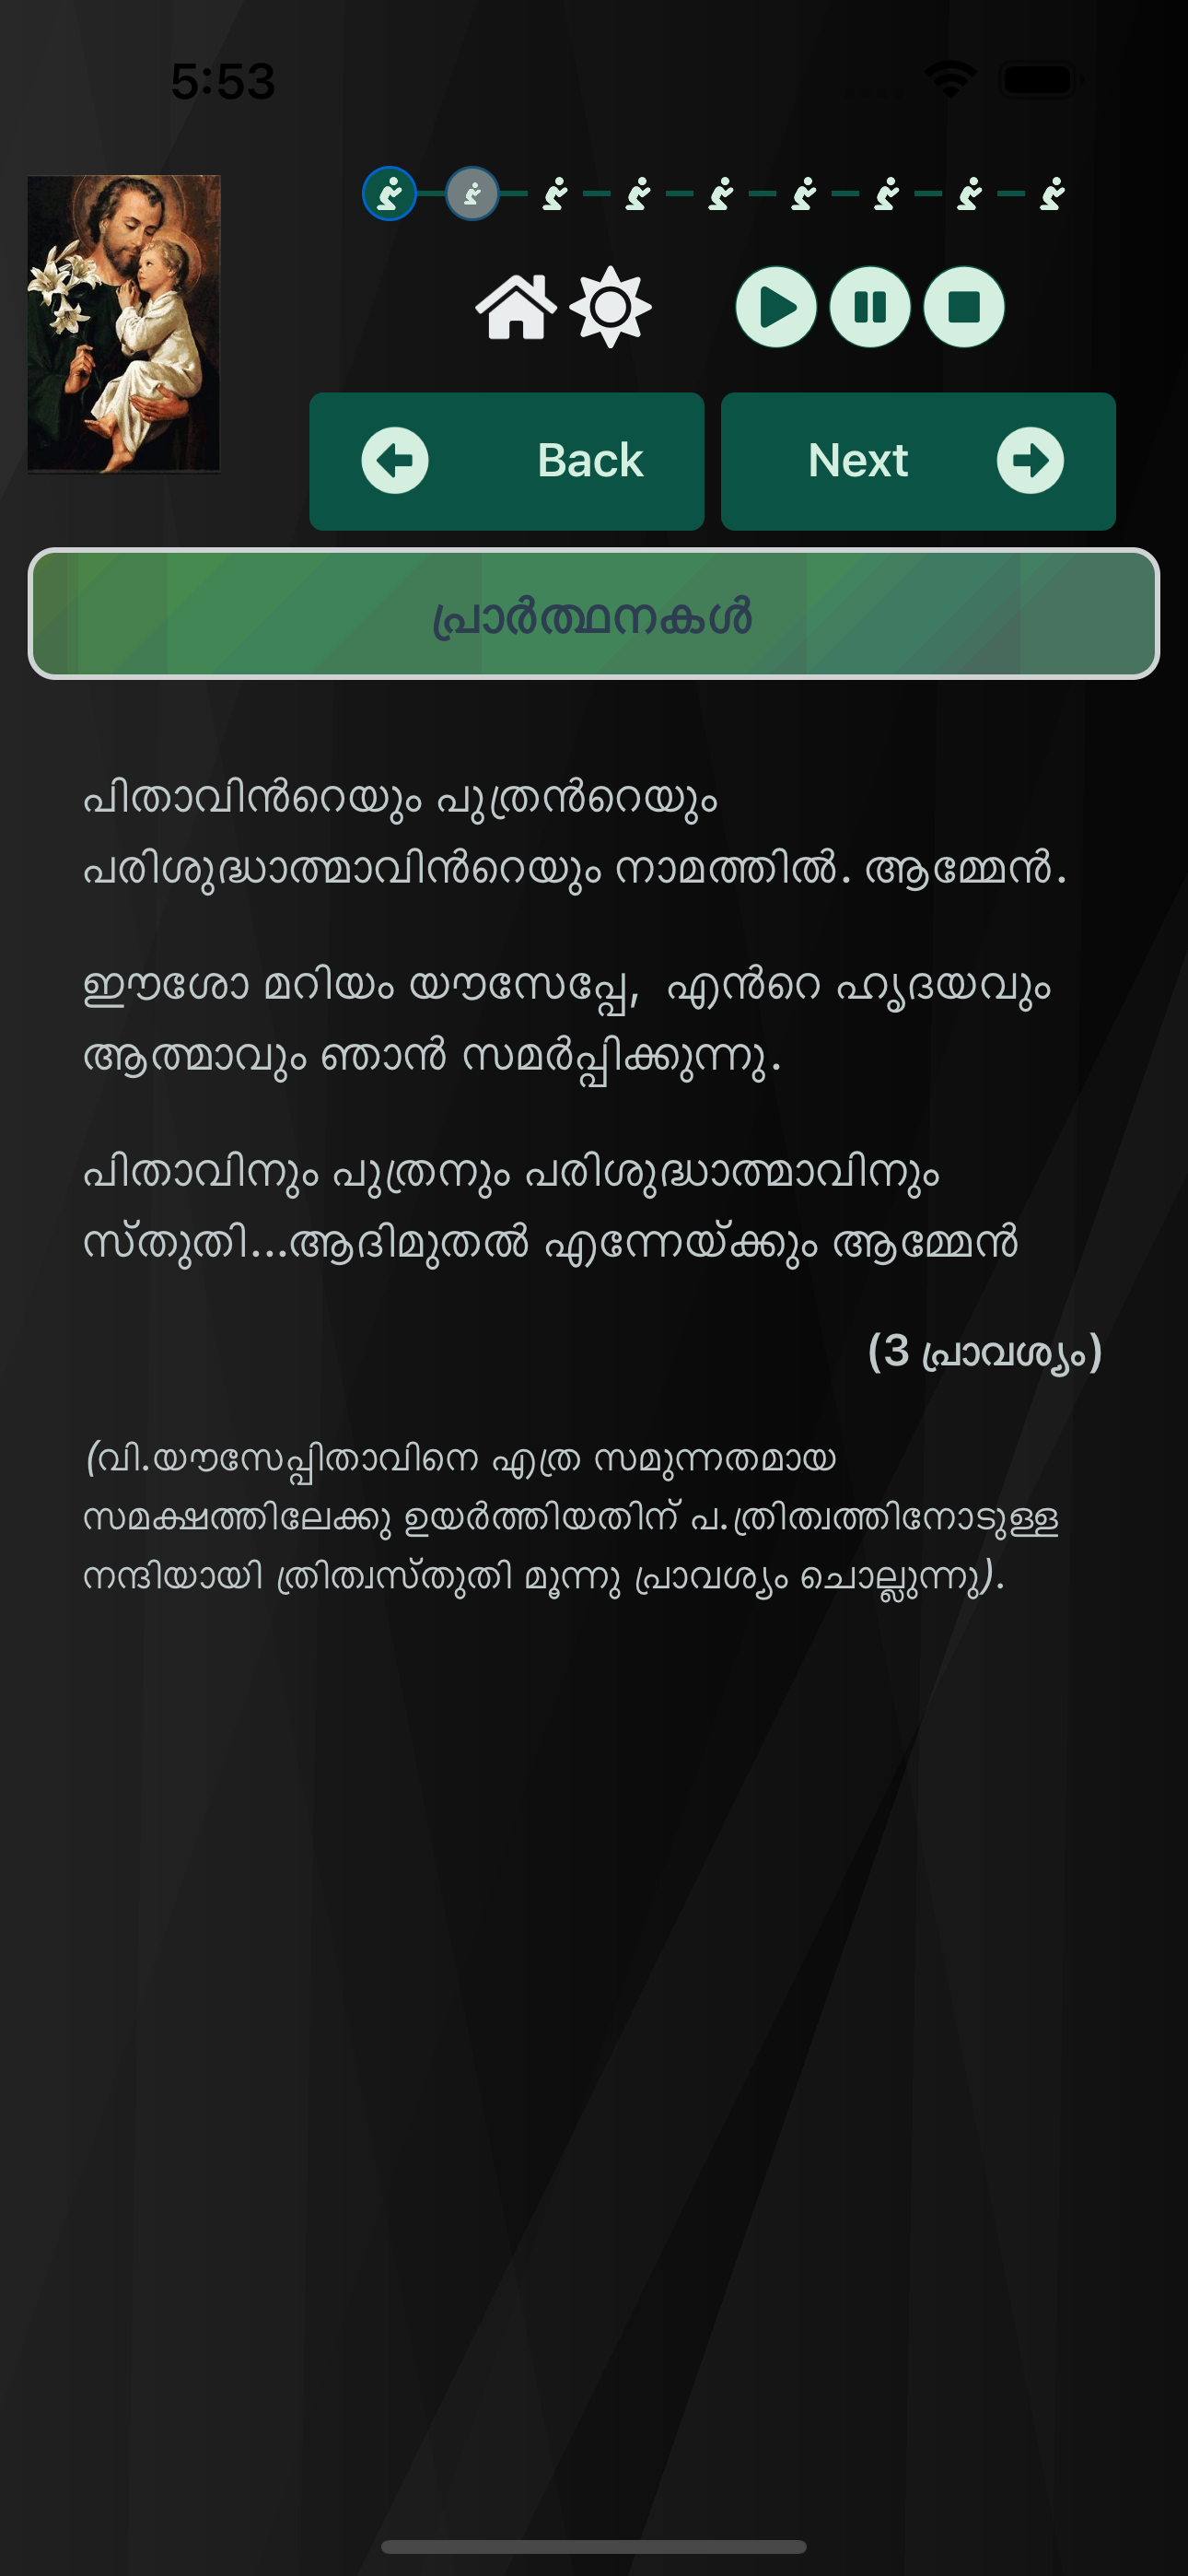 5:53
Back
Next
പ്രാർത്ഥനകൾ
പിതാവിൻറെയും പുത്രൻറെയും
പരിശുദ്ധാത്മാവിൻറെയും നാമത്തിൽ. ആമ്മേൻ.
ഈശോ മറിയം യൗസേപ്പേ,  എൻറെ ഹൃദയവും
ആത്മാവും ഞാൻ സമർപ്പിക്കുന്നു.
പിതാവിനും പുത്രനും പരിശുദ്ധാത്മാവിനും
സ്തുതി...ആദിമുതൽ എന്നേയ്ക്കും ആമ്മേൻ
(3 പ്രാവശ്യം)
(വി.യൗസേപ്പിതാവിനെ എത്ര സമുന്നതമായ
സമക്ഷത്തിലേക്കു ഉയർത്തിയതിന് പ.ത്രിത്വത്തിനോടുള്ള
നന്ദിയായി ത്രിത്വസ്തുതി മൂന്നു പ്രാവശ്യം ചൊല്ലുന്നു).